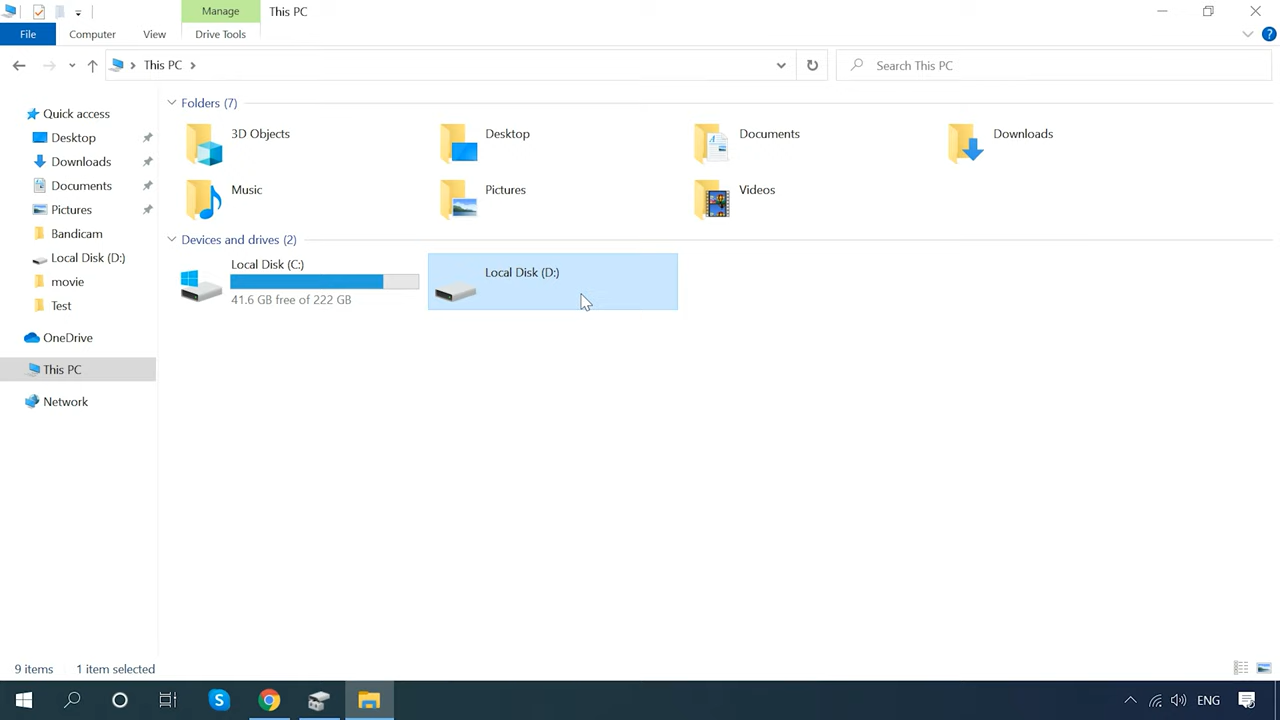 Manage This PC
File Computer View Drive Tools
This PC Search This PC
Quick access
Desktop
Downloads
Documents
Pictures
Bandicam
Local Disk (D:)
movie
Test
OneDrive
This PC
Network
Folders (7)
3D Objects Desktop Documents Downloads
Music Pictures Videos
Devices and drives (2)
Local Disk (C:)
41.6 GB free of 222 GB
Local Disk (D:)
9 items 1 item selected
ENG